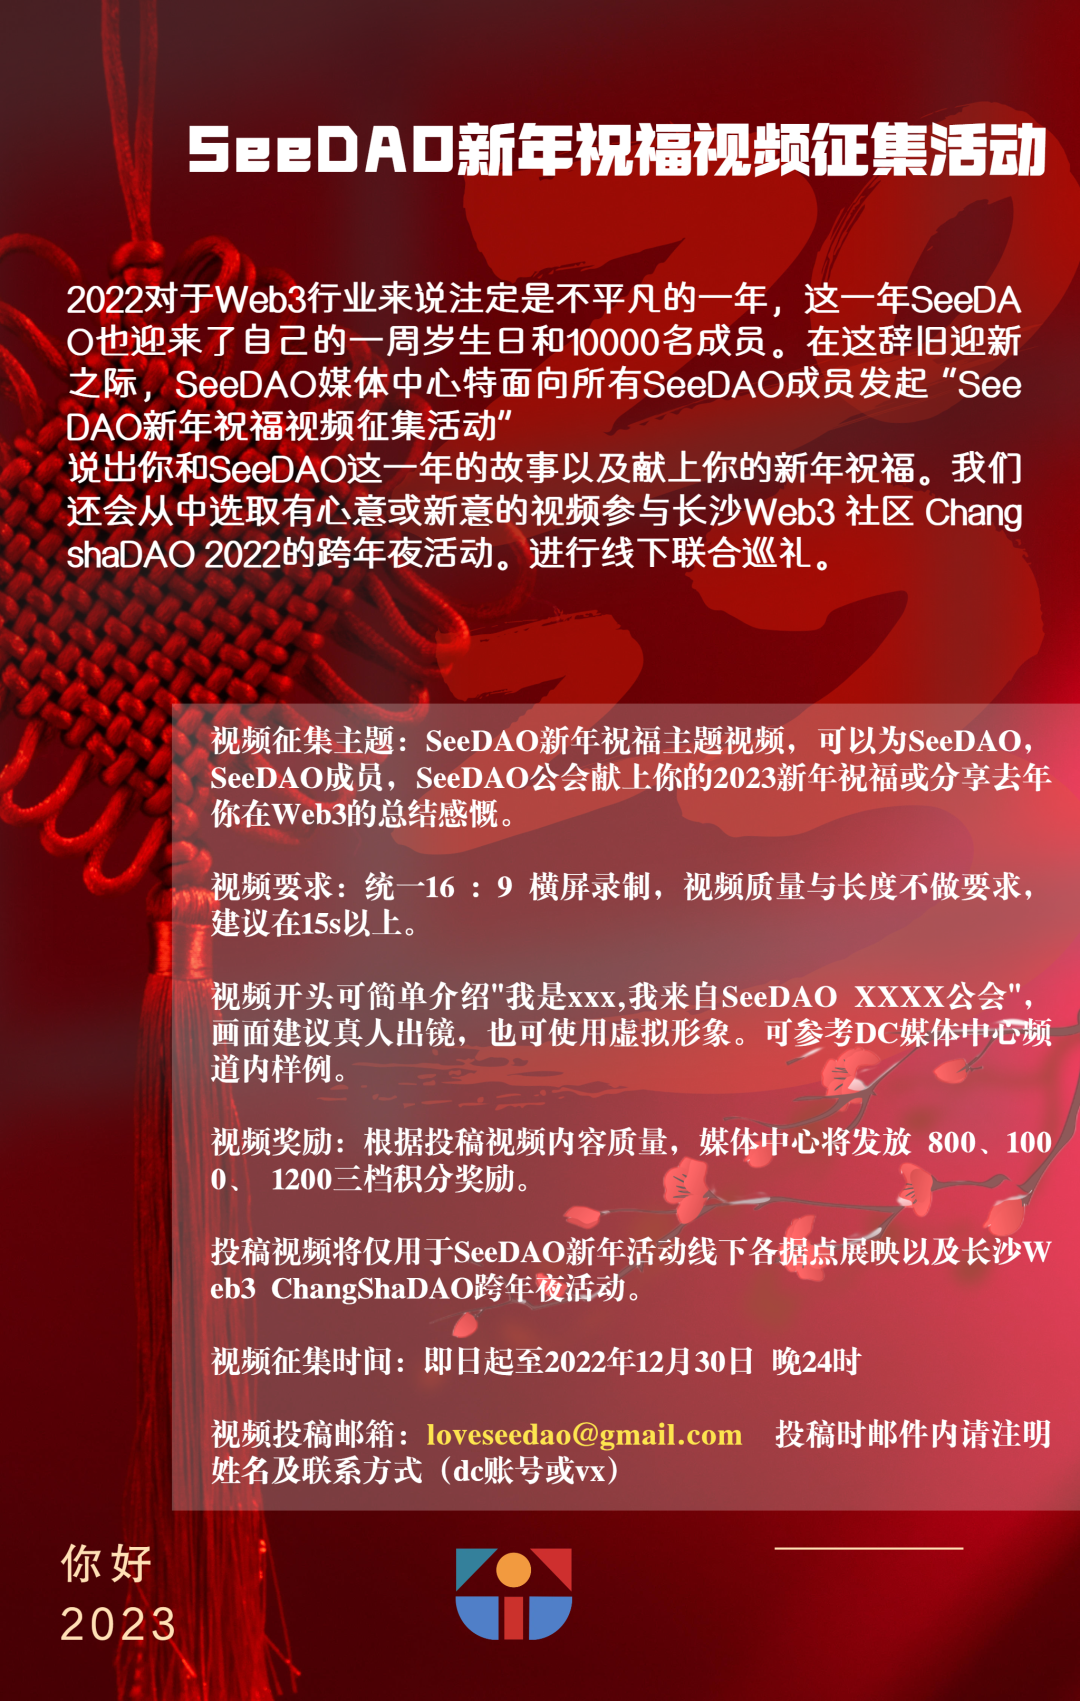 SeeDAO新年祝福视频征集活动
2022对于Web3行业来说注定是不平凡的一年，这一年SeeDA
O也迎来了自己的一周岁生日和10000名成员。在这辞旧迎新
之际，SeeDAO媒体中心特面向所有SeeDAO成员发起“See
DAO新年祝福视频征集活动”
说出你和SeeDAO这一年的故事以及献上你的新年祝福。我们
还会从中选取有心意或新意的视频参与长沙Web3 社区 Chang
shaDAO 2022的跨年夜活动。进行线下联合巡礼。
视频征集主题：SeeDAO新年祝福主题视频，可以为SeeDAO，
SeeDAO成员，SeeDAO公会献上你的2023新年祝福或分享去年
你在Web3的总结感慨。
视频要求：统一16 ：9 横屏录制，视频质量与长度不做要求，
建议在15s以上。
视频开头可简单介绍"我是xxx,我来自SeeDAO XXXX公会"，
画面建议真人出镜，也可使用虚拟形象。可参考DC媒体中心频
道内样例。
视频奖励：根据投稿视频内容质量，媒体中心将发放 800、100
0、 1200三档积分奖励。
投稿视频将仅用于SeeDAO新年活动线下各据点展映以及长沙W
eb3 ChangShaDAO跨年夜活动。
视频征集时间：即日起至2022年12月30日 晚24时
视频投稿邮箱：loveseedao@gmail.com 投稿时邮件内请注明
姓名及联系方式（dc账号或vx）
你好
2023